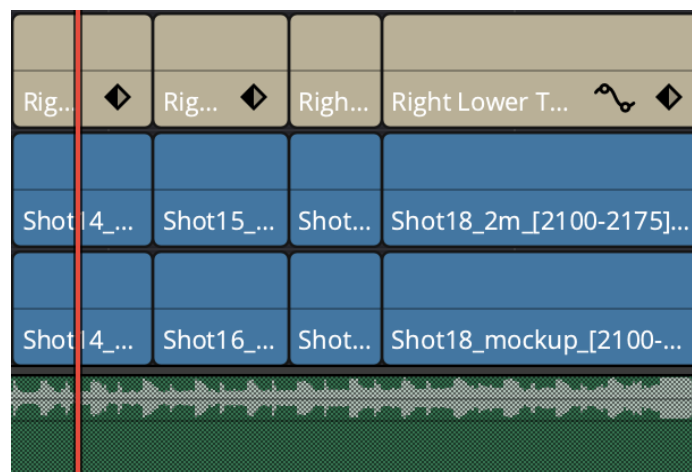 Rig... Rig... Righ... Right Lower T...
Shot14_... Shot15_... Shot... Shot18_2m_[2100-2175]...
Shot14_... Shot16_... Shot... Shot18_mockup_[2100-...